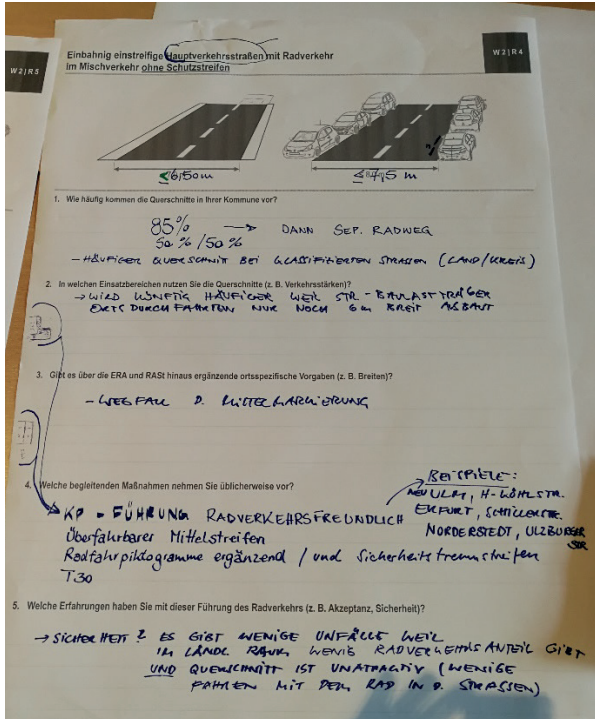 W2|R5
Einbahnig einstreifige Hauptverkehrsstraßen mit Radverkehr
im Mischverkehr ohne Schutzstreifen
W2|R4
≤ 6,50 m
≤ 7,5 m
1. Wie häufig kommen die Querschnitte in Ihrer Kommune vor?
85% → DANN SEP. RADWEG
50 % / 50 %
- HÄUFIGER QUERSCHNIT BEI KLASSIFIZIERTEN STRASSEN (LAND/KREIS)
2. In welchen Einsatzbereichen nutzen Sie die Querschnitte (z. B. Verkehrsstärken)?
→ WIRD KÜNFTIG HÄUFIGER WEIL STR-BAULASTTRÄGER
ORTSDURCHFAHRTEN NUR NOCH 6m BREIT AUSBAUT
3. Gibt es über die ERA und RASt hinaus ergänzende ortsspezifische Vorgaben (z. B. Breiten)?
- WEGFALL D. MITTELMARKIERUNG
4. Welche begleitenden Maßnahmen nehmen Sie üblicherweise vor?
BEISPIELE:
KP - FÜHRUNG RADVERKEHRSFREUNDLICH
NEU ULM,
ERFURT, SCHILLERSTR.
Überfahrbarer Mittelstreifen
NORDERSTEDT, ULZBURGER STR
Radfahrpiktogramme ergänzend / und Sicherheitstrennstreifen
T30
5. Welche Erfahrungen haben Sie mit dieser Führung des Radverkehrs (z. B. Akzeptanz, Sicherheit)?
→ SICHERHEIT ? ES GIBT WENIGE UNFÄLLE WEIL
IM LÄNDL. RAUM WENIG RADVERKEHRSANTEIL GIBT
UND QUERSCHNITT IST UNATRAKTIV (WENIGE
FAHREN MIT DEM RAD IN D. STRASSEN)